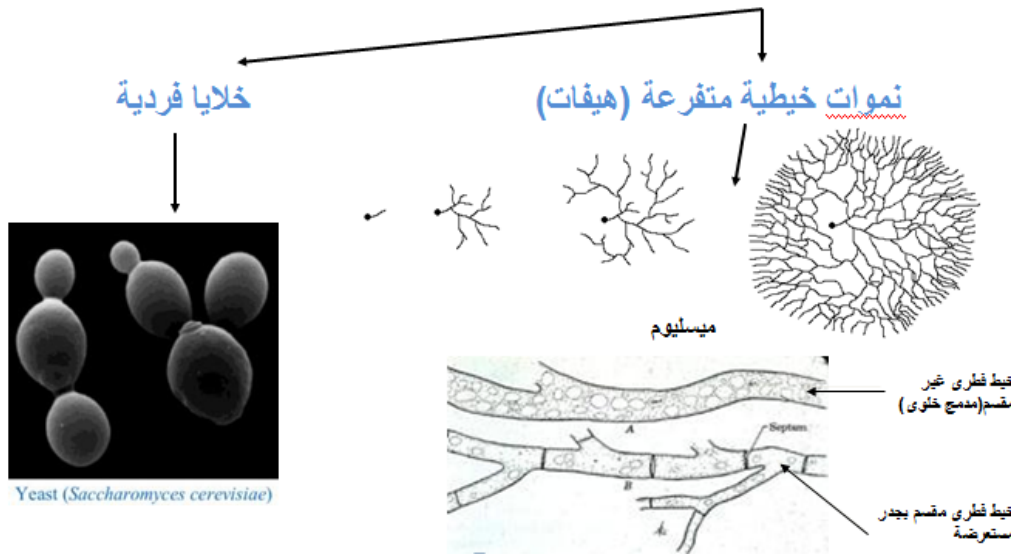 نموات خيطية متفرعة (هيفات)
خلايا فردية
ميسليوم
خيط فطرى غير
مقسم(مدمج خلوى)
A
Septum
B
خيط فطرى مقسم بجدر
مستعرضة
Yeast (Saccharomyces cerevisiae)